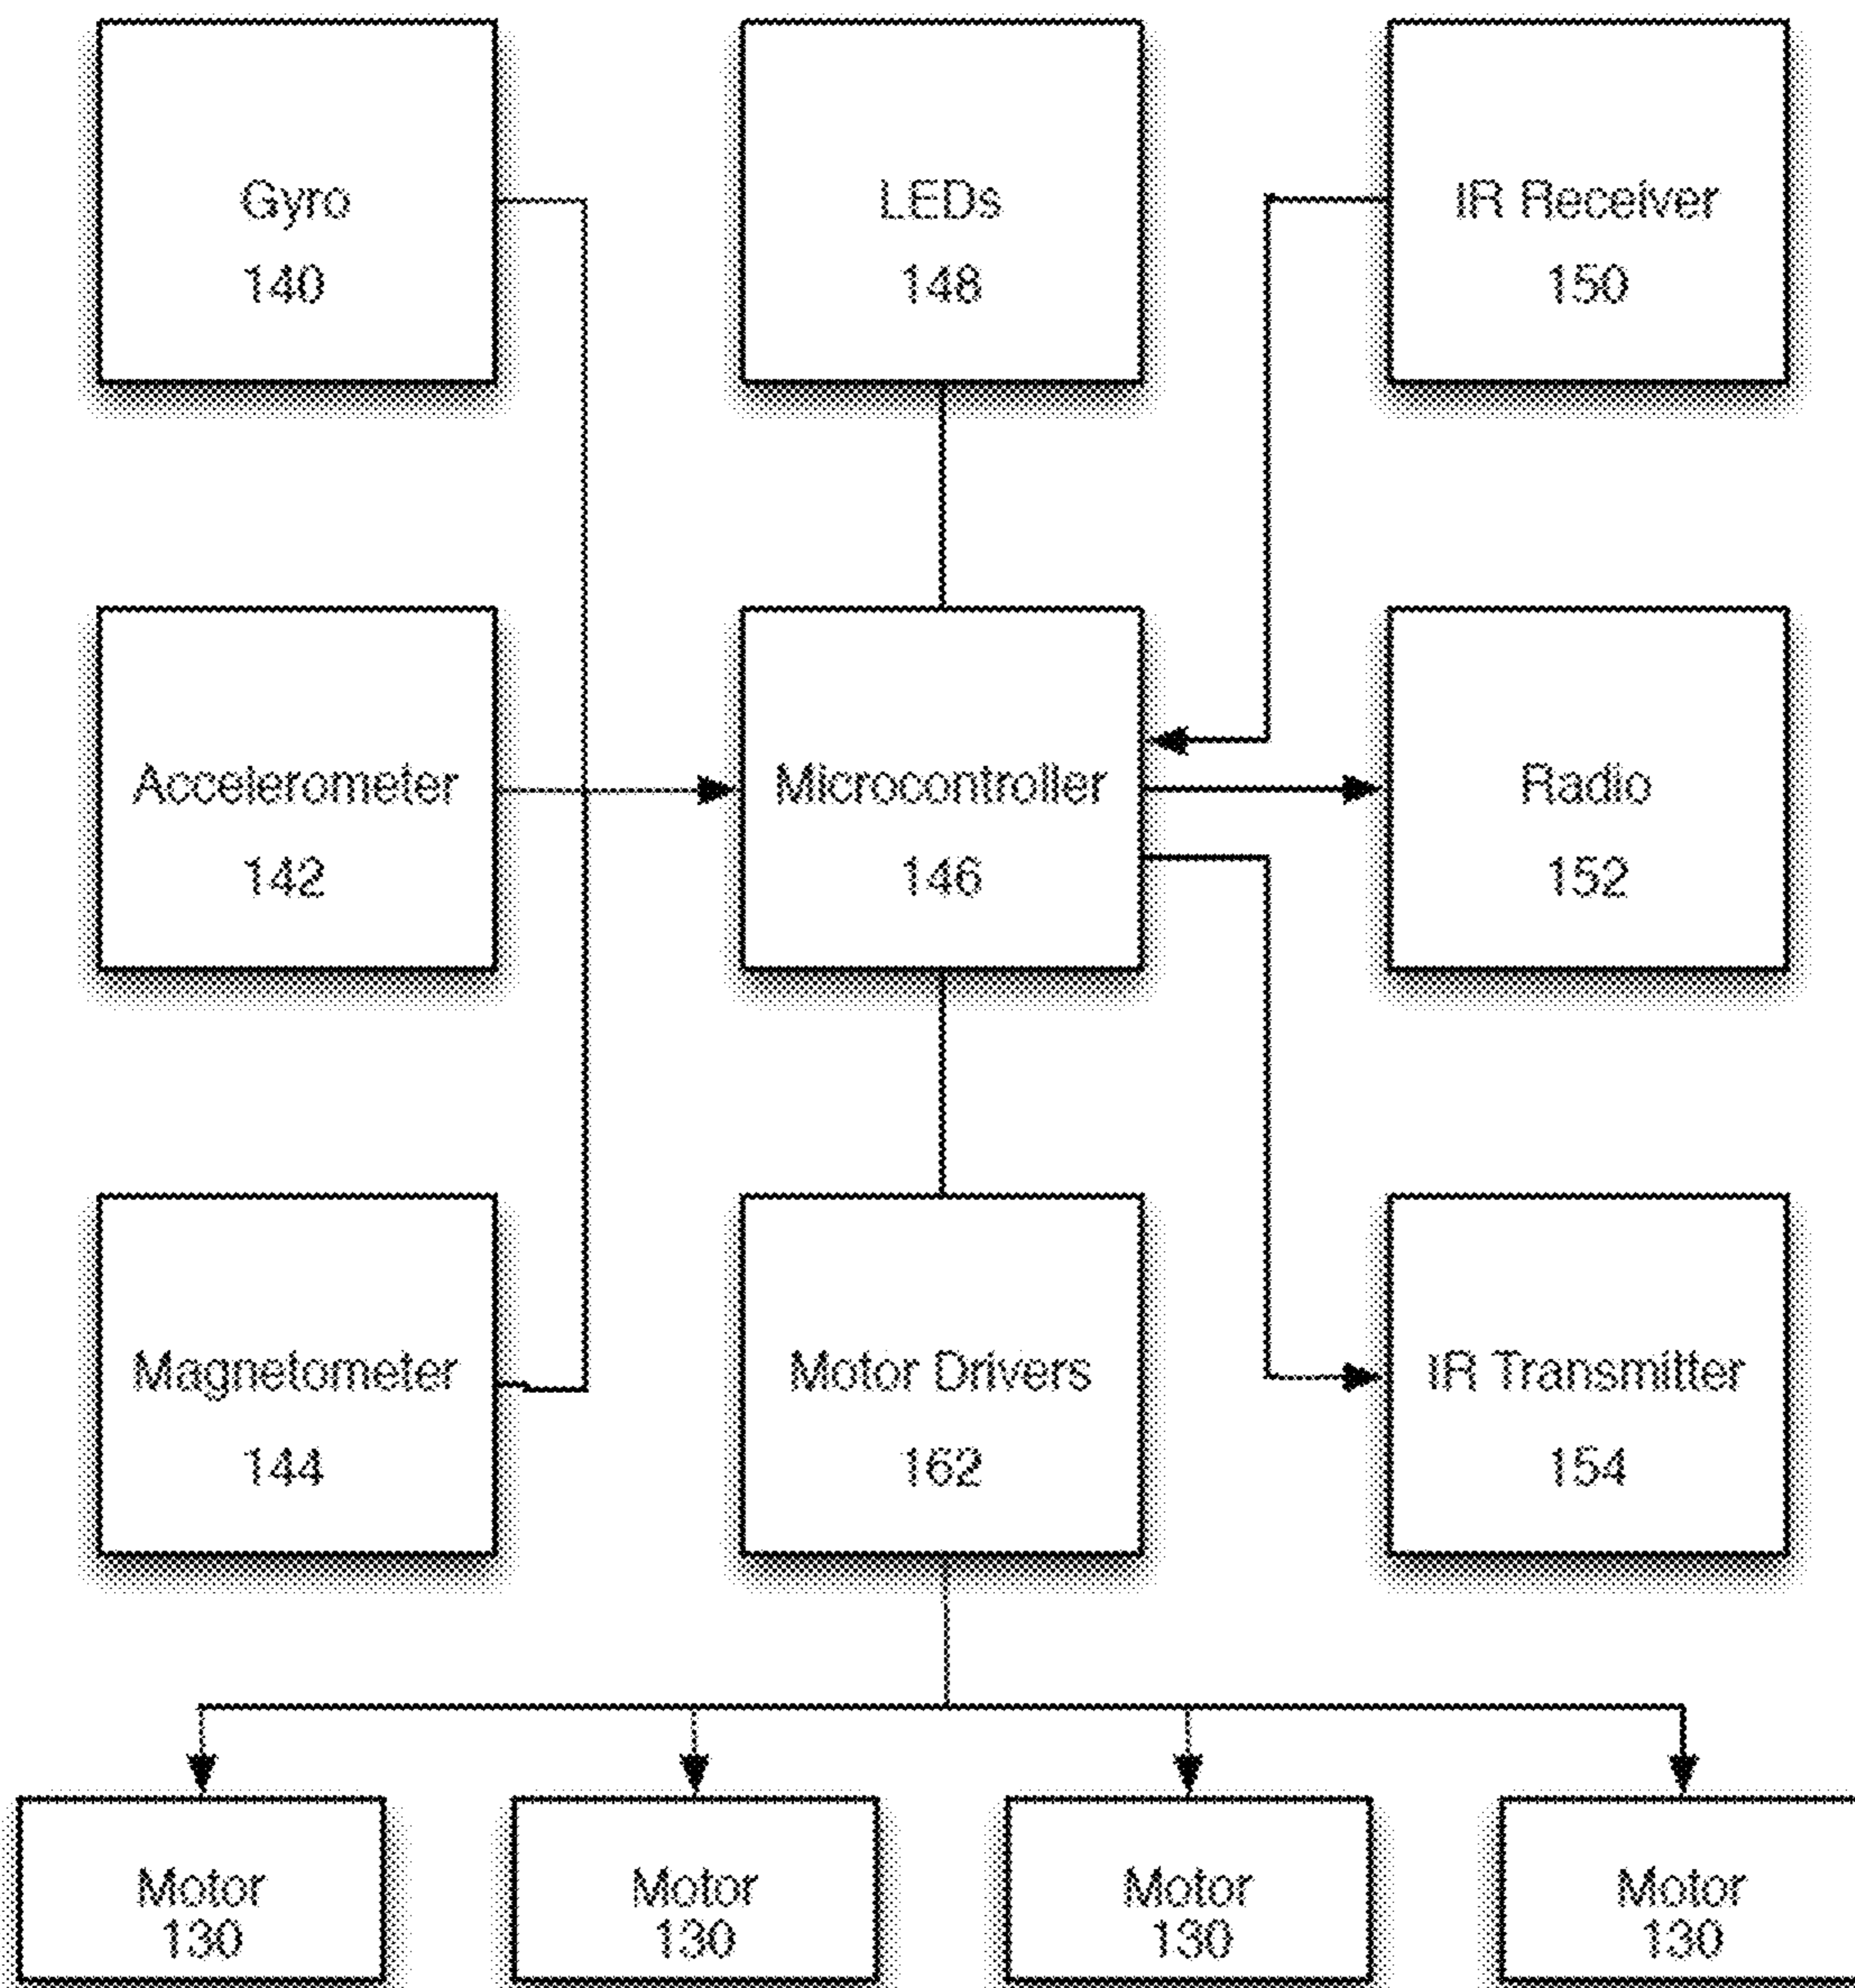 Gyro
140
LEDs
148
IR Receiver
150
Accelerometer
142
Microcontroller
146
Radio
152
Magnetometer
144
Motor Drivers
162
IR Transmitter
154
Motor
130
Motor
130
Motor
130
Motor
130